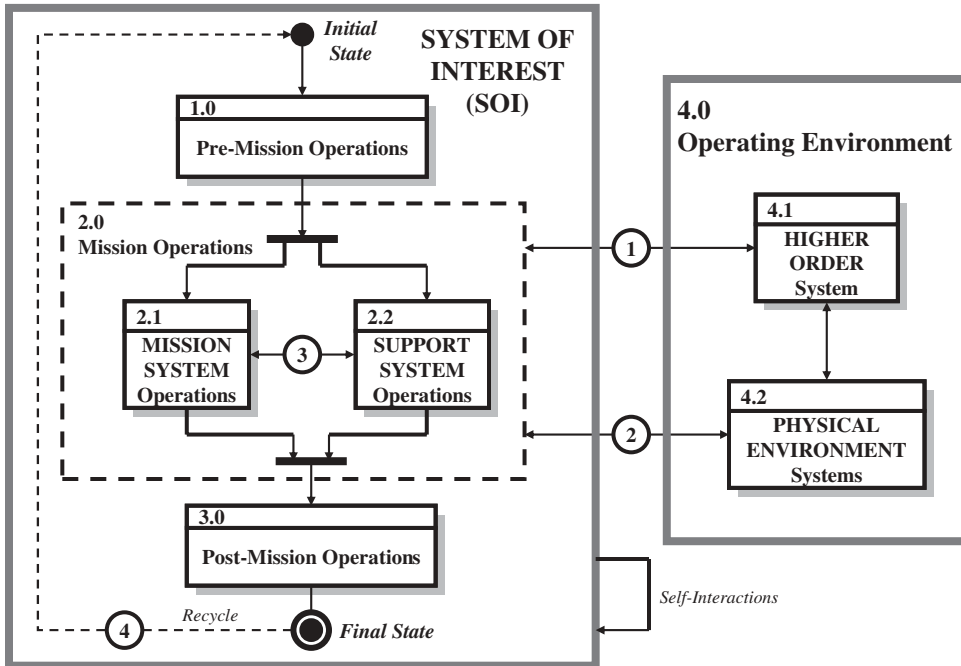 Initial
State
SYSTEM OF
INTEREST
(SOI)
1.0
Pre-Mission Operations
2.0
Mission Operations
2.1
MISSION
SYSTEM
Operations
3
2.2
SUPPORT
SYSTEM
Operations
3.0
Post-Mission Operations
4
Recycle
Final State
1
2
4.0
Operating Environment
4.1
HIGHER
ORDER
System
4.2
PHYSICAL
ENVIRONMENT
Systems
Self-Interactions